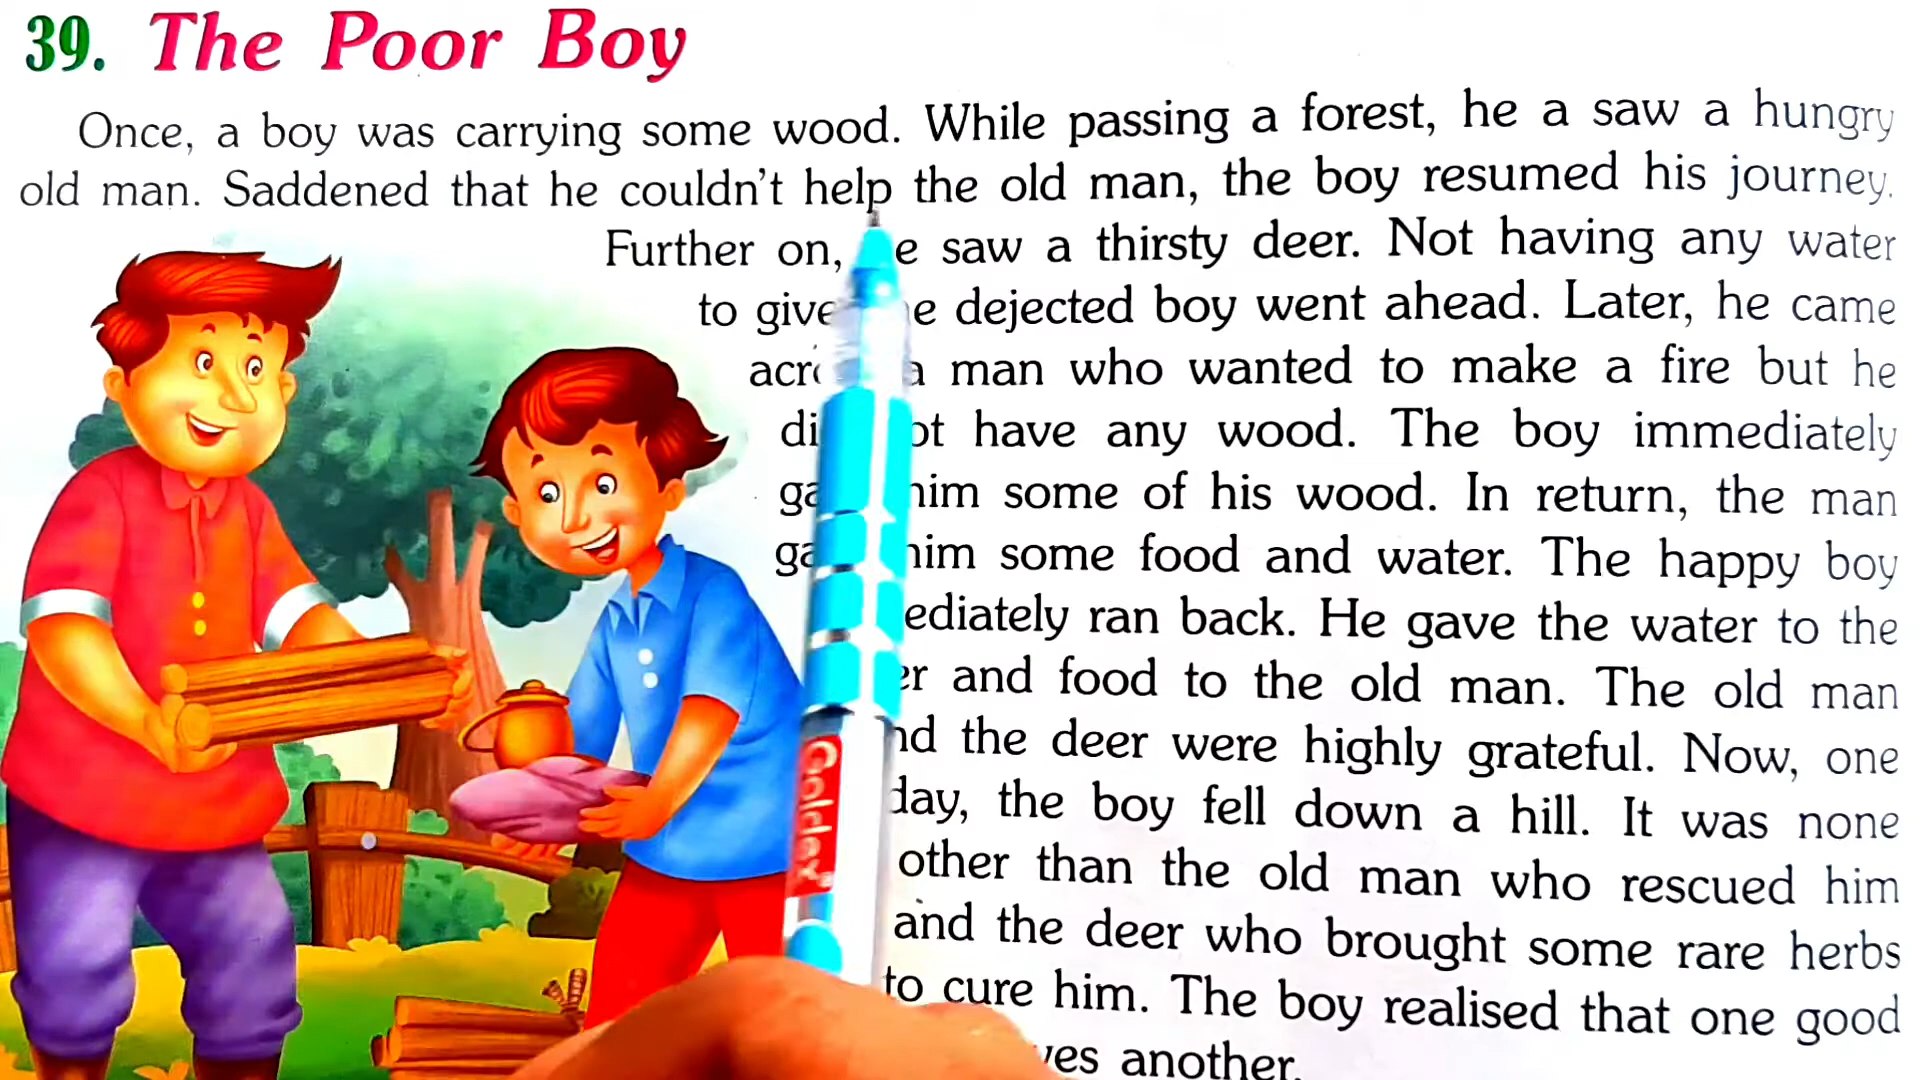 39. The Poor Boy
Once, a boy was carrying some wood. While passing a forest, he a saw a hungry
old man. Saddened that he couldn't help the old man, the boy resumed his journey.
Further on, saw a thirsty deer. Not having any water
to give dejected boy went ahead. Later, he came
a man who wanted to make a fire but he
have any wood. The boy immediately
him some of his wood. In return, the man
him some food and water. The happy boy
ran back. He gave the water to the
and food to the old man. The old man
the deer were highly grateful. Now, one
day, the boy fell down a hill. It was none
other than the old man who rescued him
and the deer who brought some rare herbs
to cure him. The boy realised that one good
another.
Goldex